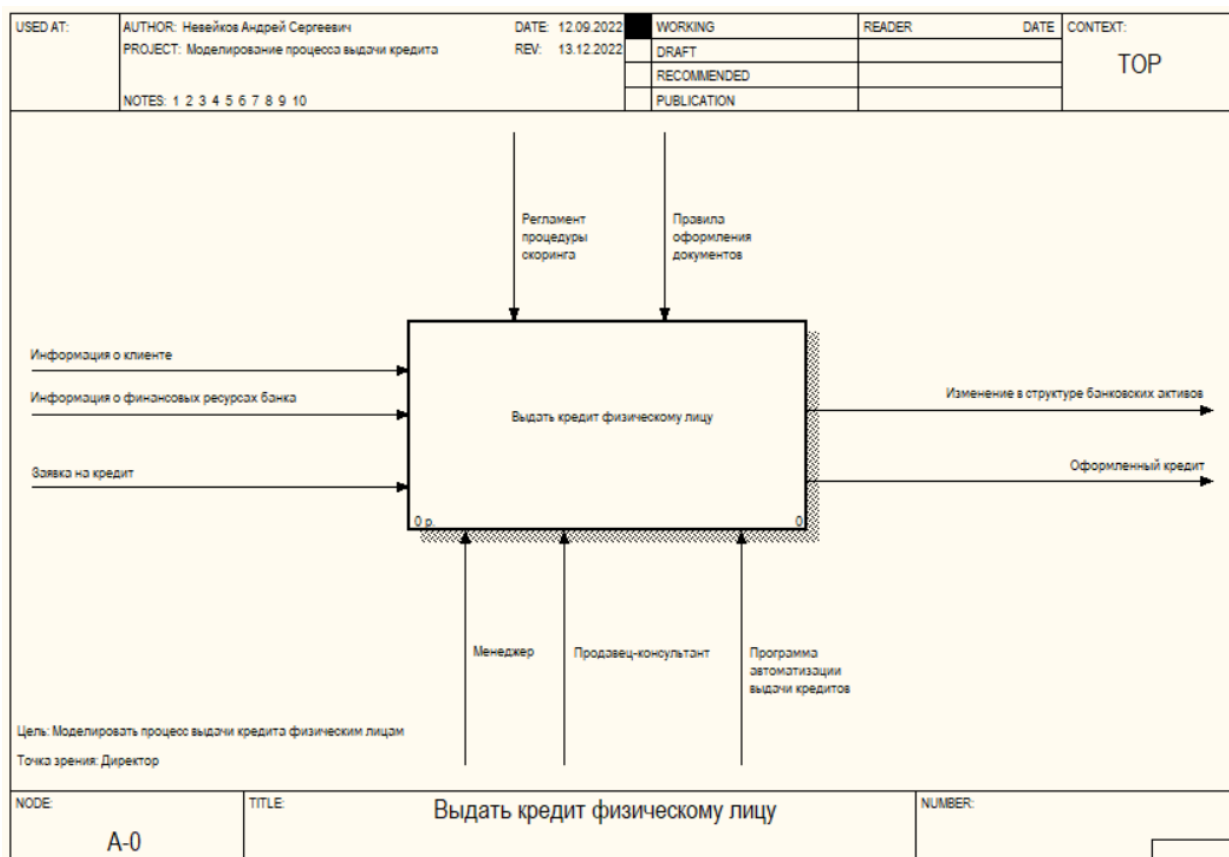 USED AT:
AUTHOR: Невейков Андрей Сергеевич
DATE: 12.09.2022
WORKING
READER
DATE
CONTEXT:
PROJECT: Моделирование процесса выдачи кредита
REV: 13.12.2022
DRAFT
TOP
RECOMMENDED
NOTES: 1 2 3 4 5 6 7 8 9 10
PUBLICATION
Регламент
процедуры
скоринга
Правила
оформления
документов
Информация о клиенте
Информация о финансовых ресурсах банка
Заявка на кредит
Выдать кредит физическому лицу
0 р.
0
Изменение в структуре банковских активов
Оформленный кредит
Менеджер
Продавец-консультант
Программа
автоматизации
выдачи кредитов
Цель: Моделировать процесс выдачи кредита физическим лицам
Точка зрения: Директор
NODE:
A-0
TITLE:
Выдать кредит физическому лицу
NUMBER: